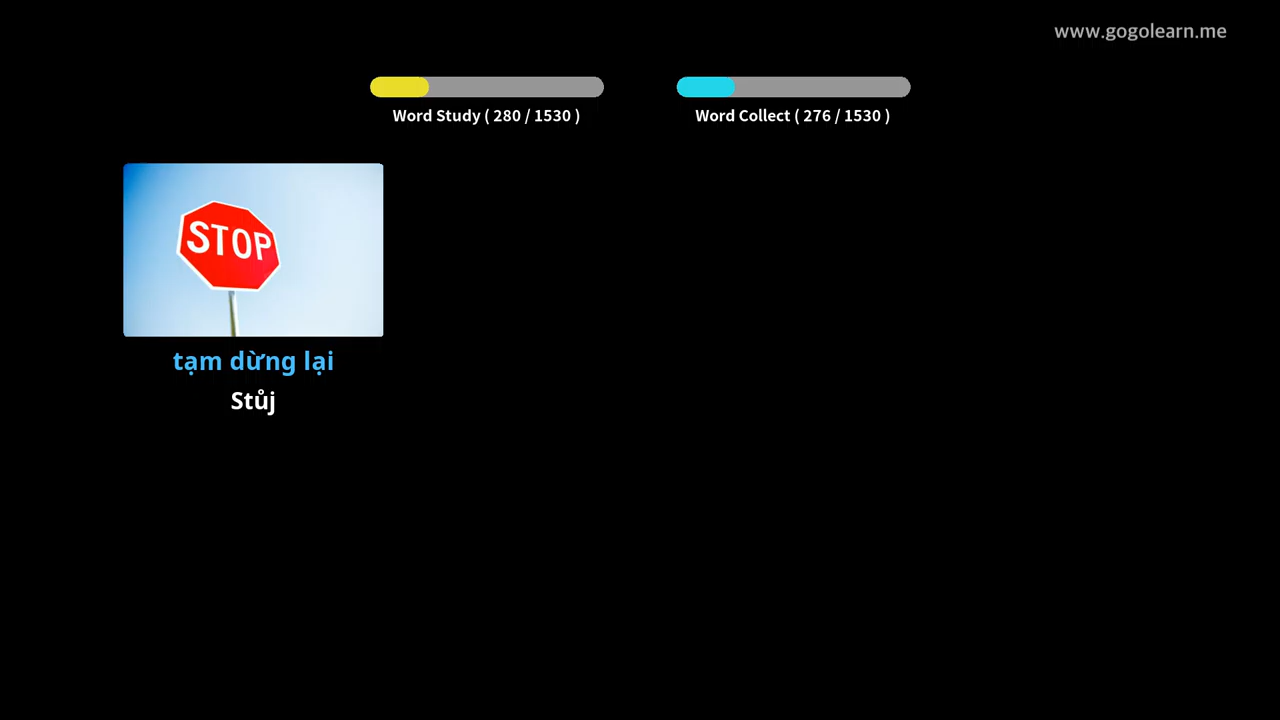 www.gogolearn.me
Word Study ( 280 / 1530 )
Word Collect ( 276 / 1530 )
STOP
tạm dừng lại
Stůj